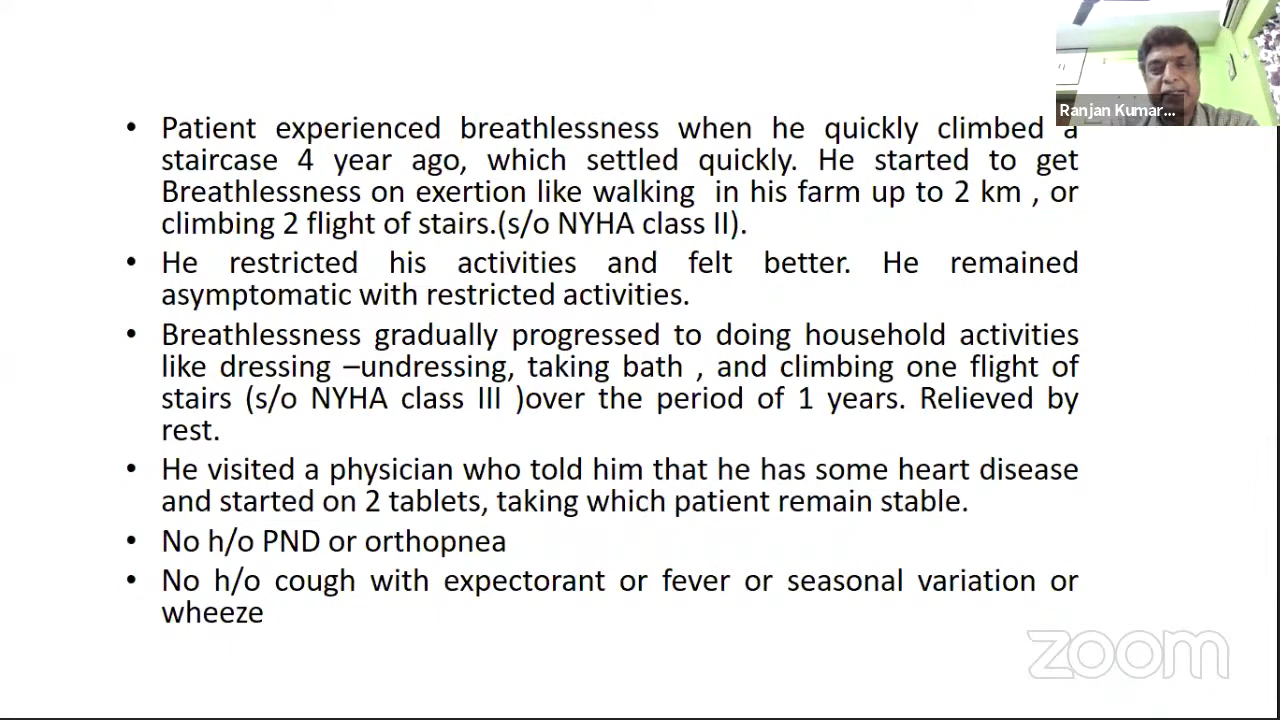 Ranjan Kumar...
• Patient experienced breathlessness when he quickly climbed a
staircase 4 year ago, which settled quickly. He started to get
Breathlessness on exertion like walking in his farm up to 2 km , or
climbing 2 flight of stairs.(s/o NYHA class II).
• He restricted his activities and felt better. He remained
asymptomatic with restricted activities.
• Breathlessness gradually progressed to doing household activities
like dressing –undressing, taking bath , and climbing one flight of
stairs (s/o NYHA class III )over the period of 1 years. Relieved by
rest.
• He visited a physician who told him that he has some heart disease
and started on 2 tablets, taking which patient remain stable.
• No h/o PND or orthopnea
• No h/o cough with expectorant or fever or seasonal variation or
wheeze
zoom